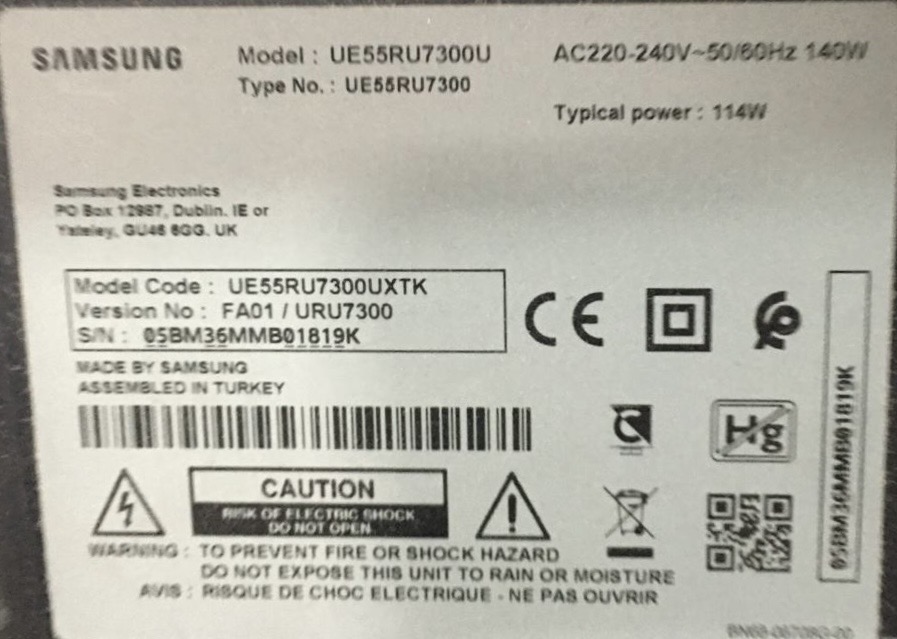 SAMSUNG
Model : UE55RU7300U
Type No. : UE55RU7300
AC220-240V~50/60Hz 140W
Typical power : 114W
Samsung Electronics
PO Box 12987, Dublin. IE or
Yateley, GU46 6GG. UK
Model Code : UE55RU7300UXTK
Version No : FA01 / URU7300
S/N : 05BM36MMB01819K
MADE BY SAMSUNG
ASSEMBLED IN TURKEY
CE
Hg
05BM36MMB01819K
CAUTION
RISK OF ELECTRIC SHOCK
DO NOT OPEN
WARNING : TO PREVENT FIRE OR SHOCK HAZARD
DO NOT EXPOSE THIS UNIT TO RAIN OR MOISTURE
AVIS : RISQUE DE CHOC ELECTRIQUE - NE PAS OUVRIR